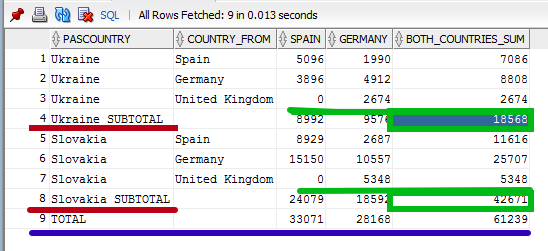 SQL | All Rows Fetched: 9 in 0.013 seconds
PASCOUNTRY COUNTRY_FROM SPAIN GERMANY BOTH_COUNTRIES_SUM
1 Ukraine Spain 5096 1990 7086
2 Ukraine Germany 3896 4912 8808
3 Ukraine United Kingdom 0 2674 2674
4 Ukraine SUBTOTAL 8992 9576 18568
5 Slovakia Spain 8929 2687 11616
6 Slovakia Germany 15150 10557 25707
7 Slovakia United Kingdom 0 5348 5348
8 Slovakia SUBTOTAL 24079 18592 42671
9 TOTAL 33071 28168 61239